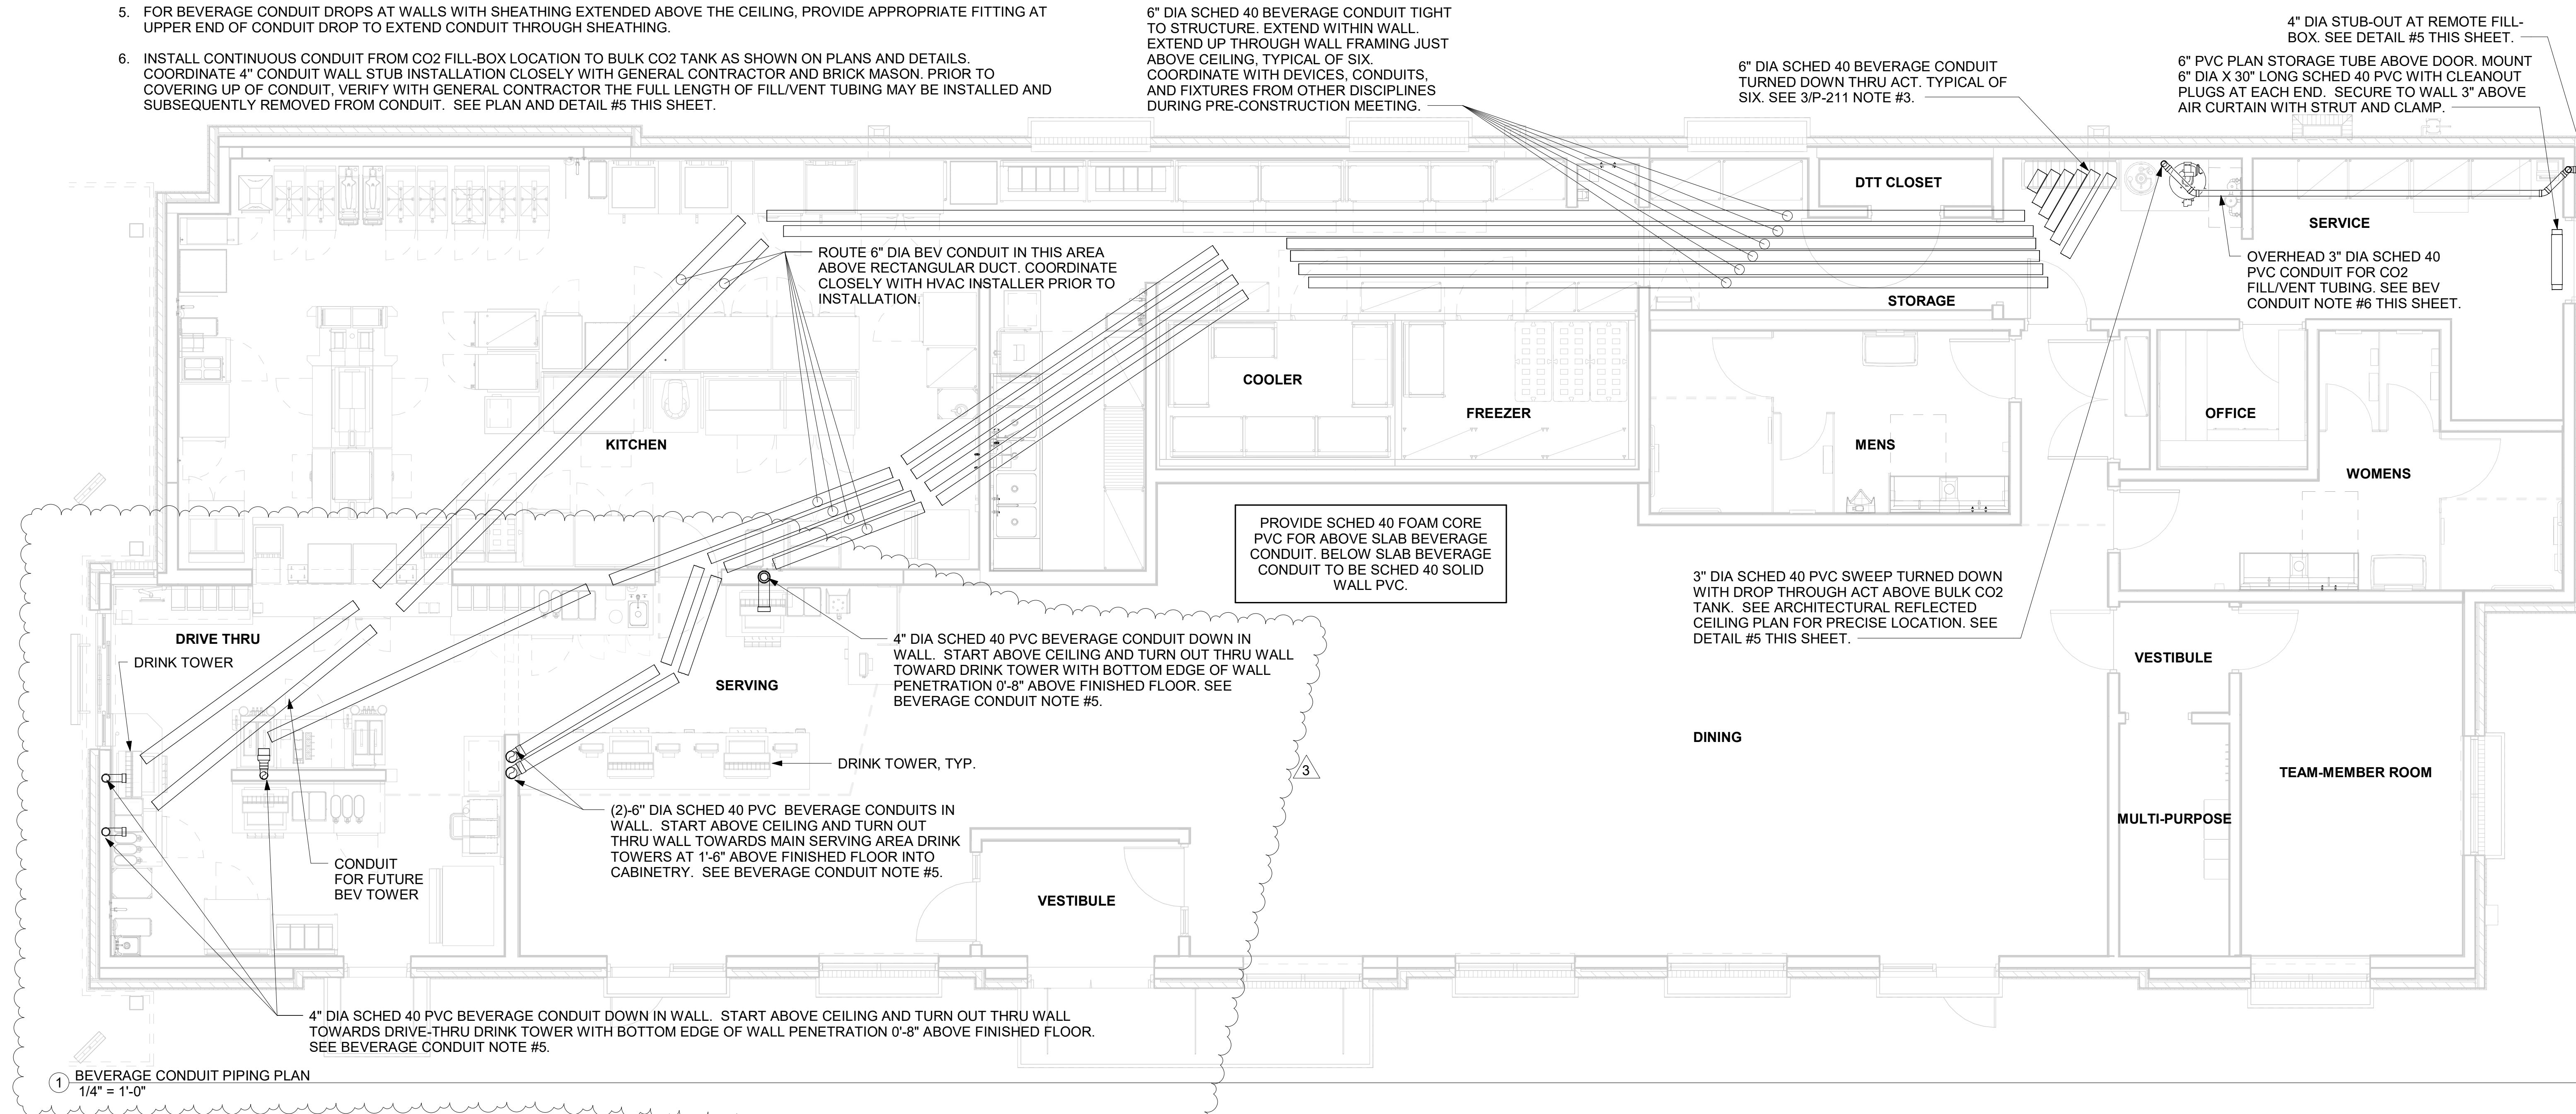 5. FOR BEVERAGE CONDUIT DROPS AT WALLS WITH SHEATHING EXTENDED ABOVE THE CEILING, PROVIDE APPROPRIATE FITTING AT
UPPER END OF CONDUIT DROP TO EXTEND CONDUIT THROUGH SHEATHING.
6. INSTALL CONTINUOUS CONDUIT FROM CO2 FILL-BOX LOCATION TO BULK CO2 TANK AS SHOWN ON PLANS AND DETAILS.
COORDINATE 4" CONDUIT WALL STUB INSTALLATION CLOSELY WITH GENERAL CONTRACTOR AND BRICK MASON. PRIOR TO
COVERING UP OF CONDUIT, VERIFY WITH GENERAL CONTRACTOR THE FULL LENGTH OF FILL/VENT TUBING MAY BE INSTALLED AND
SUBSEQUENTLY REMOVED FROM CONDUIT. SEE PLAN AND DETAIL #5 THIS SHEET.
6" DIA SCHED 40 BEVERAGE CONDUIT TIGHT
TO STRUCTURE. EXTEND WITHIN WALL.
EXTEND UP THROUGH WALL FRAMING JUST
ABOVE CEILING, TYPICAL OF SIX.
COORDINATE WITH DEVICES, CONDUITS,
AND FIXTURES FROM OTHER DISCIPLINES
DURING PRE-CONSTRUCTION MEETING.
6" DIA SCHED 40 BEVERAGE CONDUIT
TURNED DOWN THRU ACT. TYPICAL OF
SIX. SEE 3/P-211 NOTE #3.
4" DIA STUB-OUT AT REMOTE FILL-
BOX. SEE DETAIL #5 THIS SHEET.
6" PVC PLAN STORAGE TUBE ABOVE DOOR. MOUNT
6" DIA X 30" LONG SCHED 40 PVC WITH CLEANOUT
PLUGS AT EACH END. SECURE TO WALL 3" ABOVE
AIR CURTAIN WITH STRUT AND CLAMP.
DTT CLOSET
SERVICE
ROUTE 6" DIA BEV CONDUIT IN THIS AREA
ABOVE RECTANGULAR DUCT. COORDINATE
CLOSELY WITH HVAC INSTALLER PRIOR TO
INSTALLATION.
OVERHEAD 3" DIA SCHED 40
PVC CONDUIT FOR CO2
FILL/VENT TUBING. SEE BEV
CONDUIT NOTE #6 THIS SHEET.
STORAGE
COOLER
FREEZER
OFFICE
KITCHEN
MENS
WOMENS
PROVIDE SCHED 40 FOAM CORE
PVC FOR ABOVE SLAB BEVERAGE
CONDUIT. BELOW SLAB BEVERAGE
CONDUIT TO BE SCHED 40 SOLID
WALL PVC.
3" DIA SCHED 40 PVC SWEEP TURNED DOWN
WITH DROP THROUGH ACT ABOVE BULK CO2
TANK. SEE ARCHITECTURAL REFLECTED
CEILING PLAN FOR PRECISE LOCATION. SEE
DETAIL #5 THIS SHEET.
DRIVE THRU
DRINK TOWER
4" DIA SCHED 40 PVC BEVERAGE CONDUIT DOWN IN
WALL. START ABOVE CEILING AND TURN OUT THRU WALL
TOWARD DRINK TOWER WITH BOTTOM EDGE OF WALL
PENETRATION 0'-8" ABOVE FINISHED FLOOR. SEE
BEVERAGE CONDUIT NOTE #5.
VESTIBULE
SERVING
DINING
DRINK TOWER, TYP.
3
TEAM-MEMBER ROOM
(2)-6" DIA SCHED 40 PVC BEVERAGE CONDUITS IN
WALL. START ABOVE CEILING AND TURN OUT
THRU WALL TOWARDS MAIN SERVING AREA DRINK
TOWERS AT 1'-6" ABOVE FINISHED FLOOR INTO
CABINETRY. SEE BEVERAGE CONDUIT NOTE #5.
MULTI-PURPOSE
CONDUIT
FOR FUTURE
BEV TOWER
VESTIBULE
4" DIA SCHED 40 PVC BEVERAGE CONDUIT DOWN IN WALL. START ABOVE CEILING AND TURN OUT THRU WALL
TOWARDS DRIVE-THRU DRINK TOWER WITH BOTTOM EDGE OF WALL PENETRATION 0'-8" ABOVE FINISHED FLOOR.
SEE BEVERAGE CONDUIT NOTE #5.
1 BEVERAGE CONDUIT PIPING PLAN
1/4" = 1'-0"